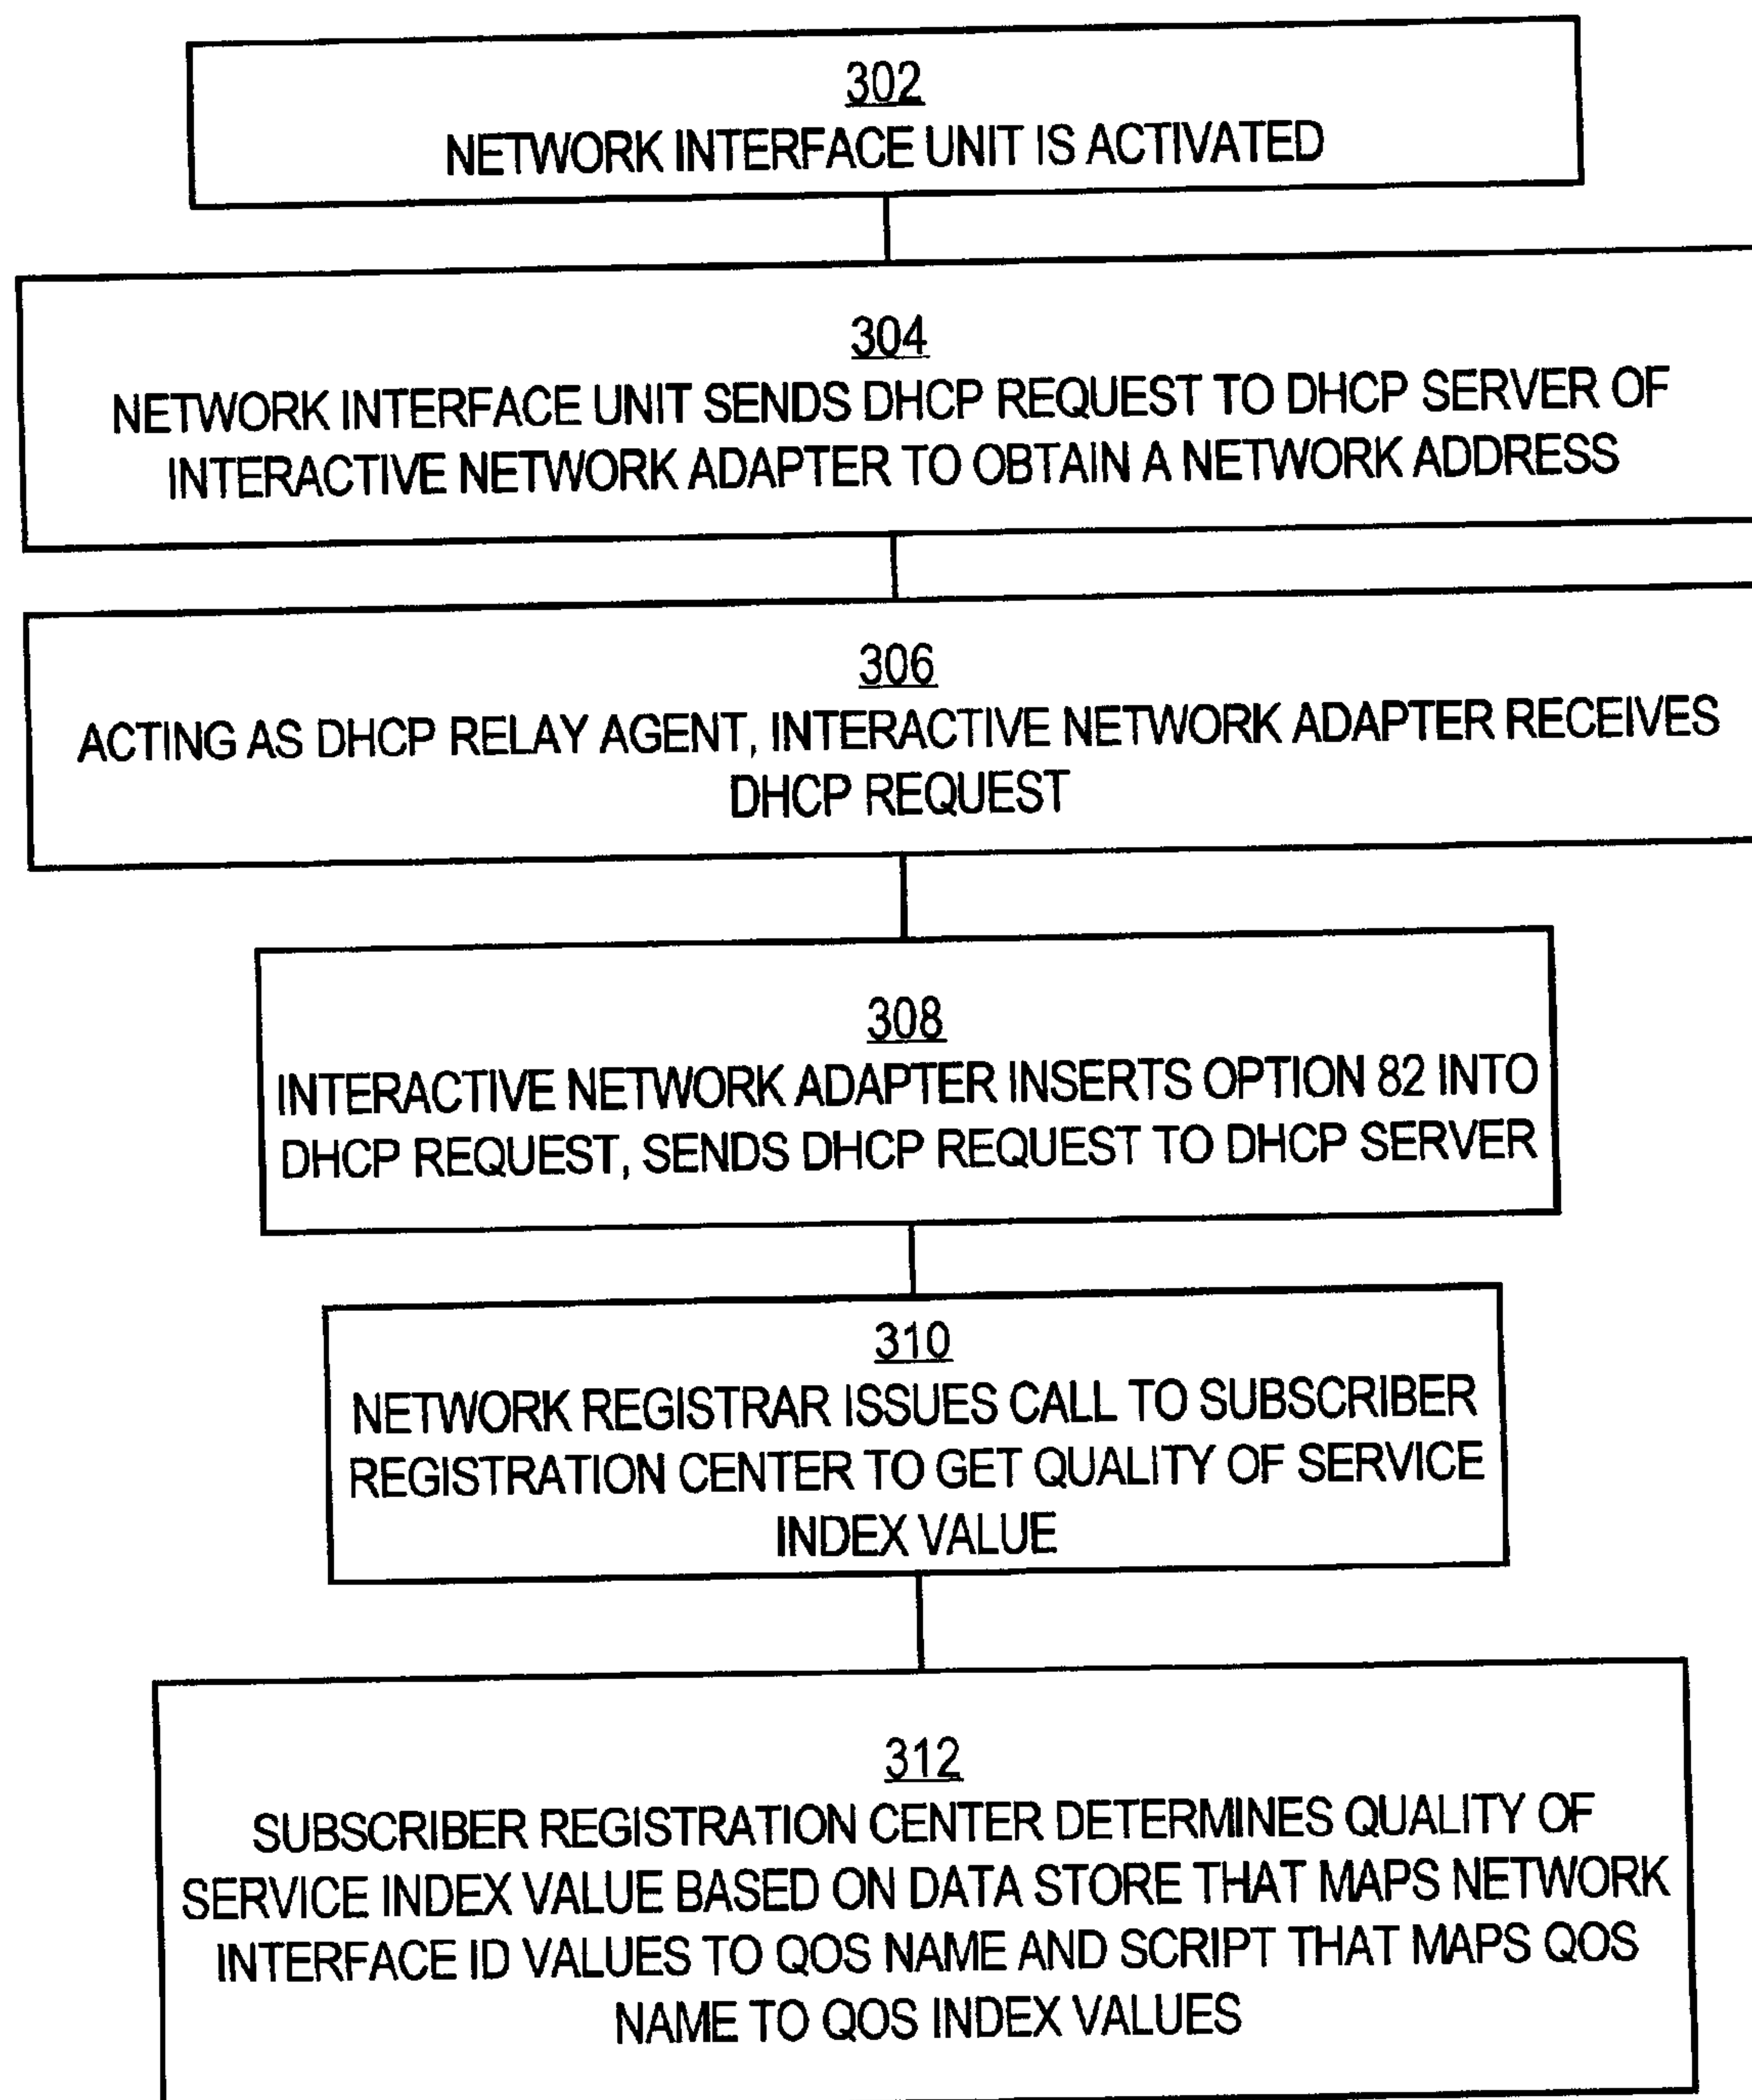 302
NETWORK INTERFACE UNIT IS ACTIVATED
304
NETWORK INTERFACE UNIT SENDS DHCP REQUEST TO DHCP SERVER OF
INTERACTIVE NETWORK ADAPTER TO OBTAIN A NETWORK ADDRESS
306
ACTING AS DHCP RELAY AGENT, INTERACTIVE NETWORK ADAPTER RECEIVES
DHCP REQUEST
308
INTERACTIVE NETWORK ADAPTER INSERTS OPTION 82 INTO
DHCP REQUEST, SENDS DHCP REQUEST TO DHCP SERVER
310
NETWORK REGISTRAR ISSUES CALL TO SUBSCRIBER
REGISTRATION CENTER TO GET QUALITY OF SERVICE
INDEX VALUE
312
SUBSCRIBER REGISTRATION CENTER DETERMINES QUALITY OF
SERVICE INDEX VALUE BASED ON DATA STORE THAT MAPS NETWORK
INTERFACE ID VALUES TO QOS NAME AND SCRIPT THAT MAPS QOS
NAME TO QOS INDEX VALUES